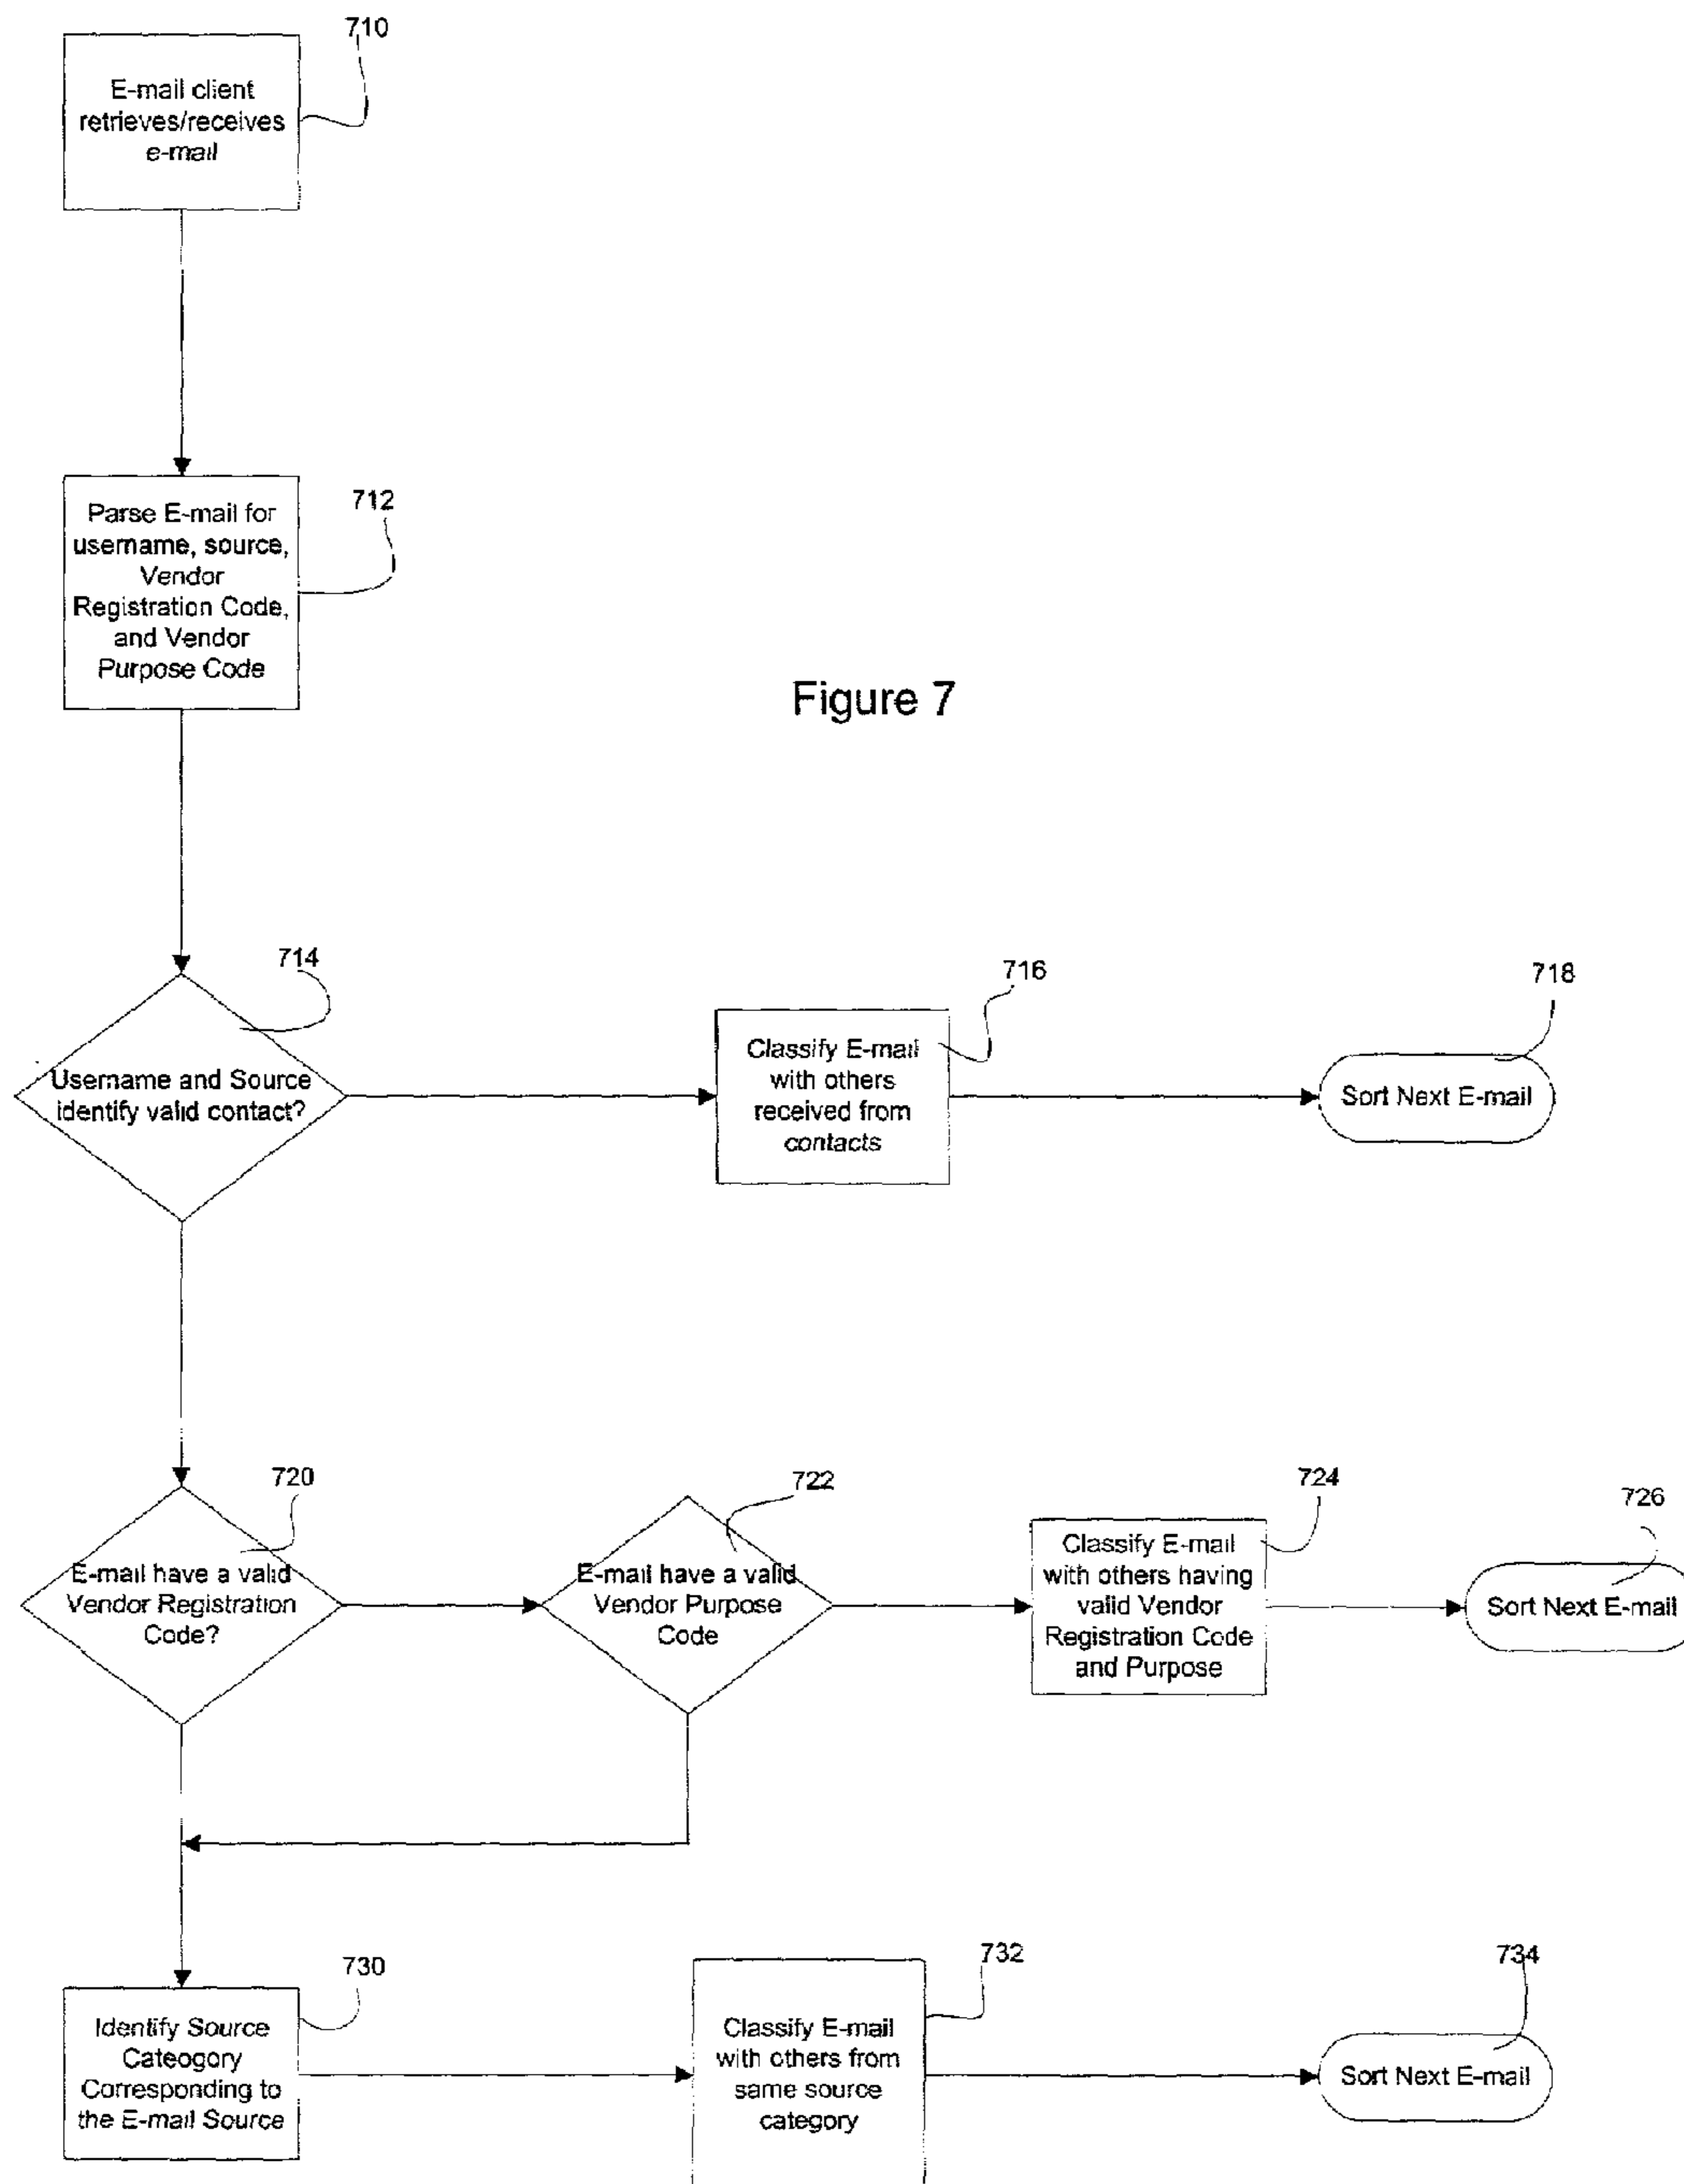 710
E-mail client
retrieves/receives
e-mail
712
Parse E-mail for
username, source,
Vendor
Registration Code,
and Vendor
Purpose Code
Figure 7
714
Username and Source
identify valid contact?
716
Classify E-mail
with others
received from
contacts
718
Sort Next E-mail
720
E-mail have a valid
Vendor Registration
Code?
722
E-mail have a valid
Vendor Purpose
Code
724
Classify E-mail
with others having
valid Vendor
Registration Code
and Purpose
726
Sort Next E-mail
730
Identify Source
Cateogory
Corresponding to
the E-mail Source
732
Classify E-mail
with others from
same source
category
734
Sort Next E-mail